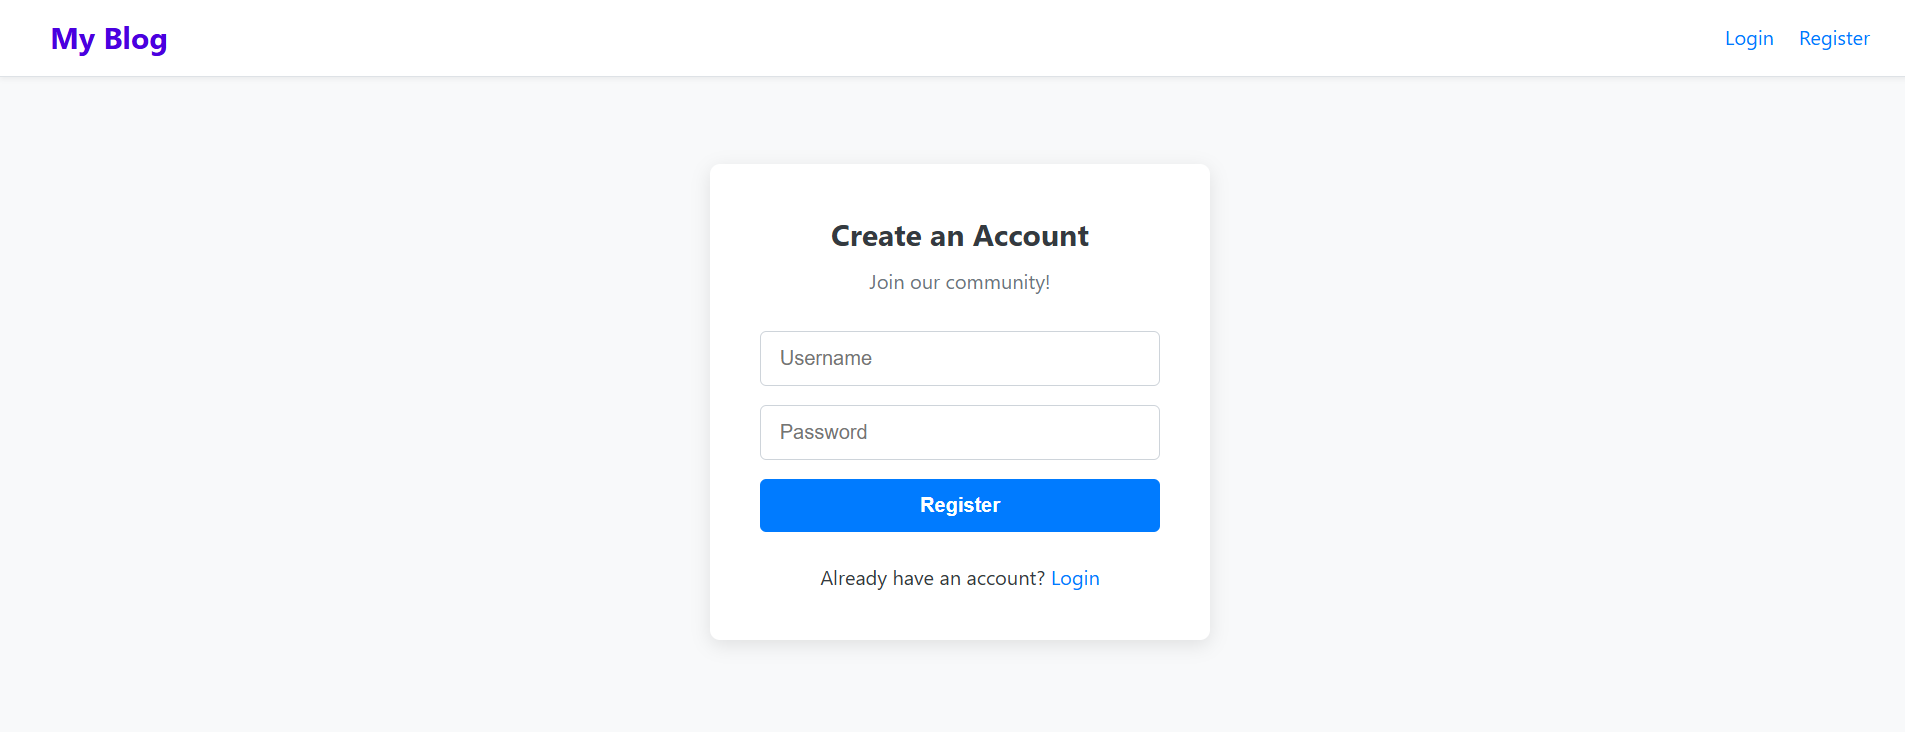 My Blog
Login Register
Create an Account
Join our community!
Username
Password
Register
Already have an account? Login